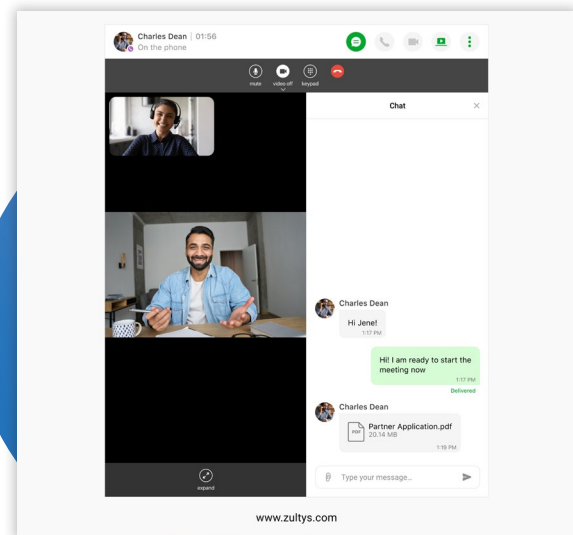 Charles Dean | 01:56
On the phone
mute
video off
keypad
Chat
Charles Dean
Hi Jene!
1:17 PM
Hi! I am ready to start the
meeting now
1:17 PM
Delivered
Charles Dean
PDF
Partner Application.pdf
20.14 MB
1:19 PM
Type your message..
expand
www.zultys.com